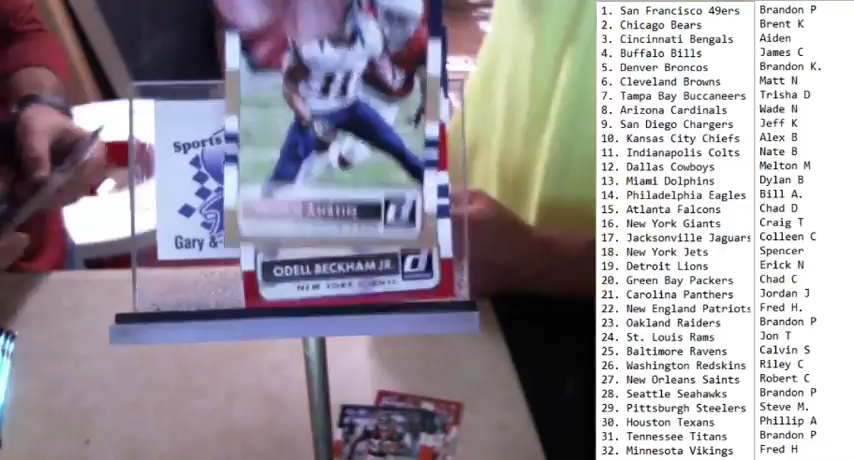 Sports
Gary &
11
AUSTIN
ODELL BECKHAM JR.
NEW YORK GIANTS
1. San Francisco 49ers Brandon P
2. Chicago Bears Brent K
3. Cincinnati Bengals Aiden
4. Buffalo Bills James C
5. Denver Broncos Brandon K.
6. Cleveland Browns Matt N
7. Tampa Bay Buccaneers Trisha D
8. Arizona Cardinals Wade N
9. San Diego Chargers Jeff K
10. Kansas City Chiefs Alex B
11. Indianapolis Colts Nate B
12. Dallas Cowboys Melton M
13. Miami Dolphins Dylan B
14. Philadelphia Eagles Bill A.
15. Atlanta Falcons Chad D
16. New York Giants Craig T
17. Jacksonville Jaguars Colleen C
18. New York Jets Spencer
19. Detroit Lions Erick N
20. Green Bay Packers Chad C
21. Carolina Panthers Jordan J
22. New England Patriots Fred H.
23. Oakland Raiders Brandon P
24. St. Louis Rams Jon T
25. Baltimore Ravens Calvin S
26. Washington Redskins Riley C
27. New Orleans Saints Robert C
28. Seattle Seahawks Brandon P
29. Pittsburgh Steelers Steve M.
30. Houston Texans Phillip A
31. Tennessee Titans Brandon P
32. Minnesota Vikings Fred H